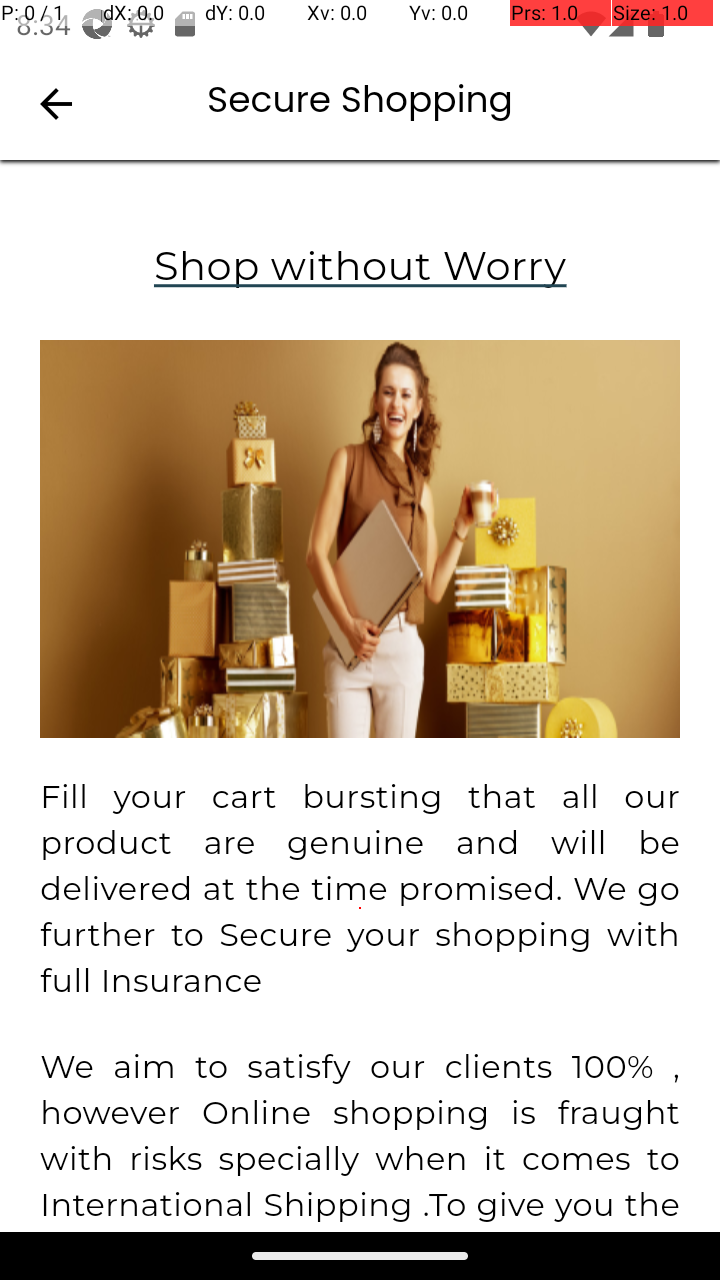 P: 0 / 1 dX: 0.0 dY: 0.0 Xv: 0.0 Yv: 0.0 Prs: 1.0 Size: 1.0
8:34
Secure Shopping
Shop without Worry
Fill your cart bursting that all our
product are genuine and will be
delivered at the time promised. We go
further to Secure your shopping with
full Insurance
We aim to satisfy our clients 100% ,
however Online shopping is fraught
with risks specially when it comes to
International Shipping .To give you the